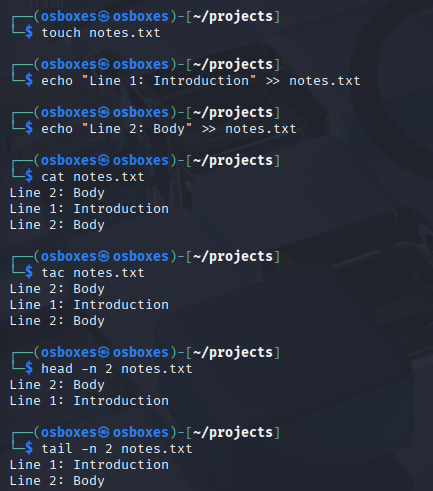 ┌──(osboxes㉿osboxes)-[~/projects]
└─$ touch notes.txt
┌──(osboxes㉿osboxes)-[~/projects]
└─$ echo "Line 1: Introduction" >> notes.txt
┌──(osboxes㉿osboxes)-[~/projects]
└─$ echo "Line 2: Body" >> notes.txt
┌──(osboxes㉿osboxes)-[~/projects]
└─$ cat notes.txt
Line 2: Body
Line 1: Introduction
Line 2: Body
┌──(osboxes㉿osboxes)-[~/projects]
└─$ tac notes.txt
Line 2: Body
Line 1: Introduction
Line 2: Body
┌──(osboxes㉿osboxes)-[~/projects]
└─$ head -n 2 notes.txt
Line 2: Body
Line 1: Introduction
┌──(osboxes㉿osboxes)-[~/projects]
└─$ tail -n 2 notes.txt
Line 1: Introduction
Line 2: Body